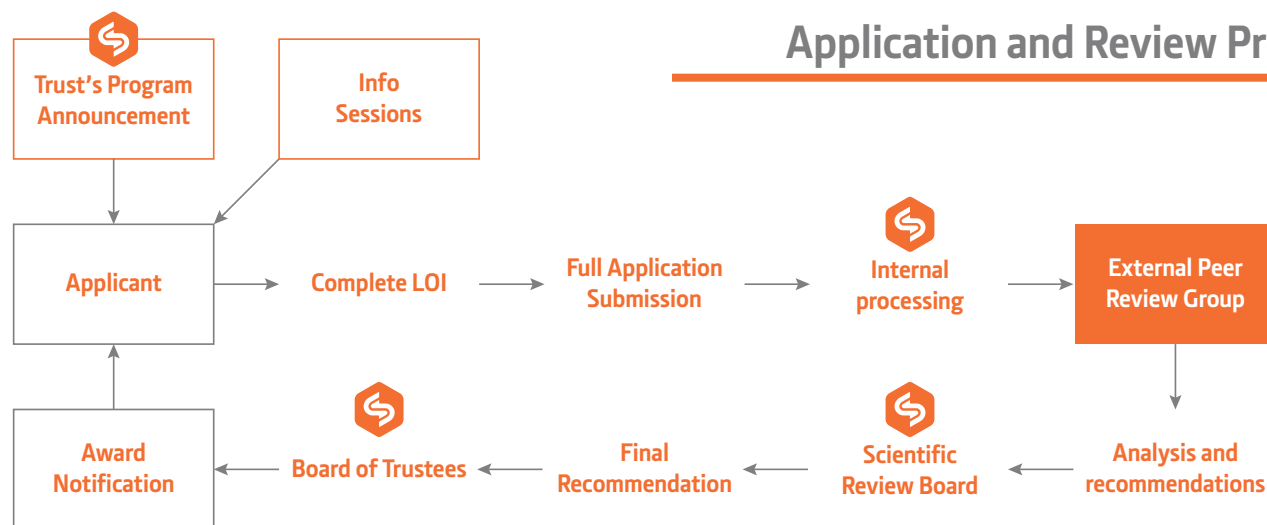 Application and Review Pr
Trust's Program
Announcement
Info
Sessions
Applicant
Complete LOI
Full Application
Submission
Internal
processing
External Peer
Review Group
Award
Notification
Board of Trustees
Final
Recommendation
Scientific
Review Board
Analysis and
recommendations